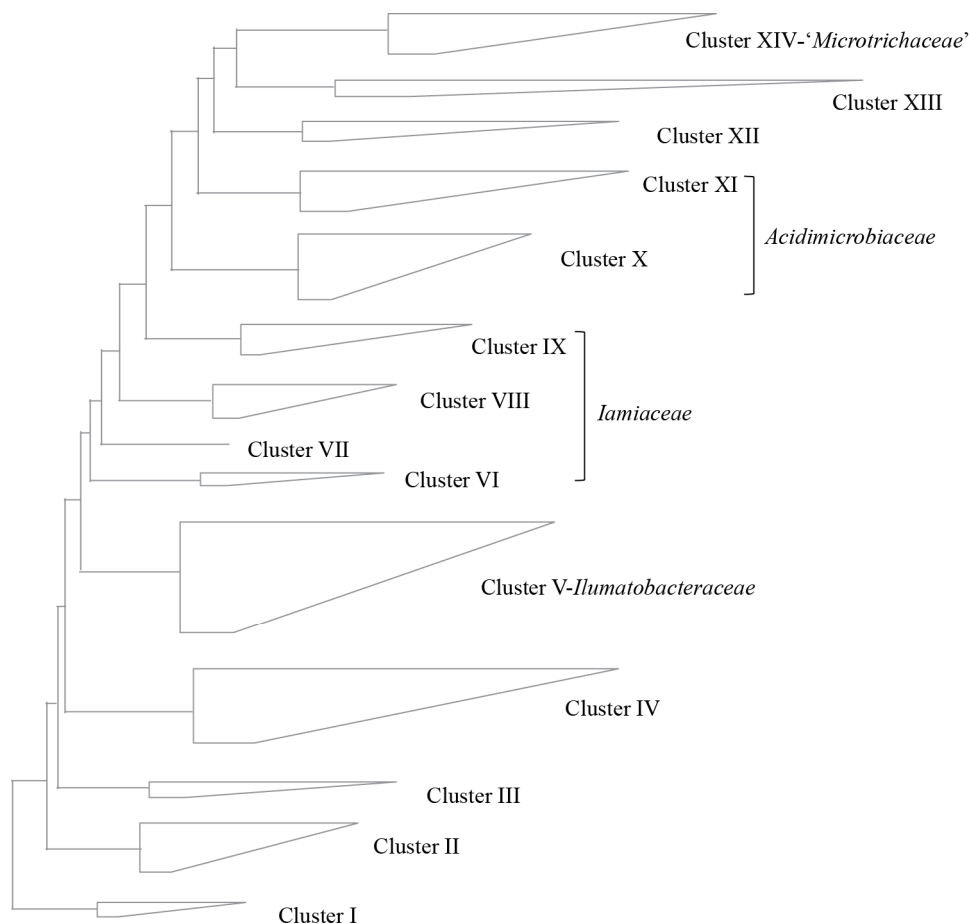 Cluster XIV-‘Microtrichaceae’
Cluster XIII
Cluster XII
Cluster XI
Acidimicrobiaceae
Cluster X
Cluster IX
Cluster VIII
Iamiaceae
Cluster VII
Cluster VI
Cluster V-Ilumatobacteraceae
Cluster IV
Cluster III
Cluster II
Cluster I